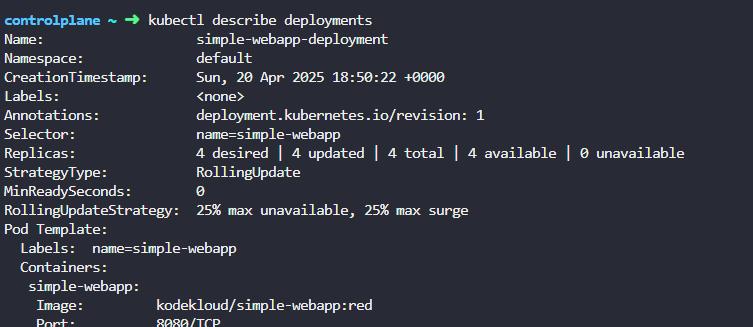 controlplane ~ ➜ kubectl describe deployments
Name: simple-webapp-deployment
Namespace: default
CreationTimestamp: Sun, 20 Apr 2025 18:50:22 +0000
Labels: <none>
Annotations: deployment.kubernetes.io/revision: 1
Selector: name=simple-webapp
Replicas: 4 desired | 4 updated | 4 total | 4 available | 0 unavailable
StrategyType: RollingUpdate
MinReadySeconds: 0
RollingUpdateStrategy: 25% max unavailable, 25% max surge
Pod Template:
Labels: name=simple-webapp
Containers:
simple-webapp:
Image: kodekloud/simple-webapp:red
Port: 8080/TCP